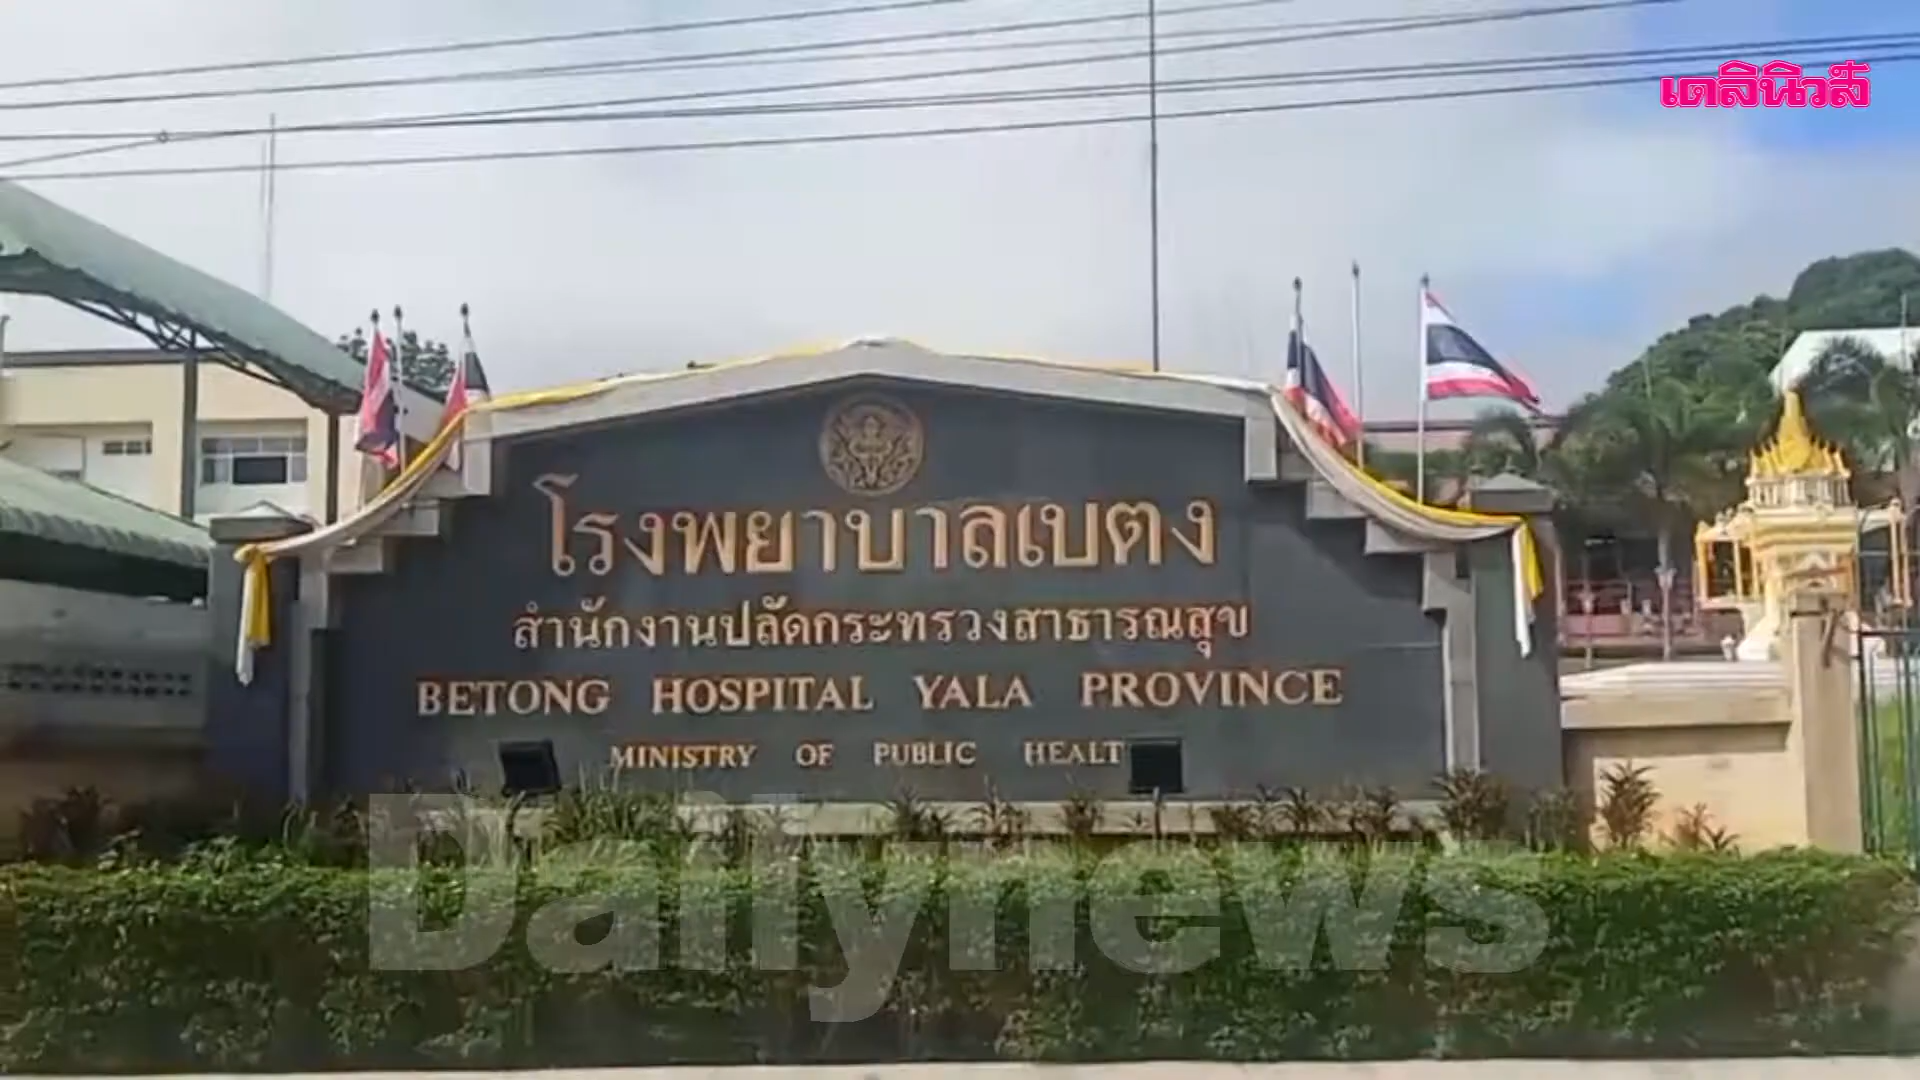 เดลินิวส์
โรงพยาบาลเบตง
สำนักงานปลัดกระทรวงสาธารณสุข
BETONG HOSPITAL YALA PROVINCE
MINISTRY OF PUBLIC HEALT
Dailynews